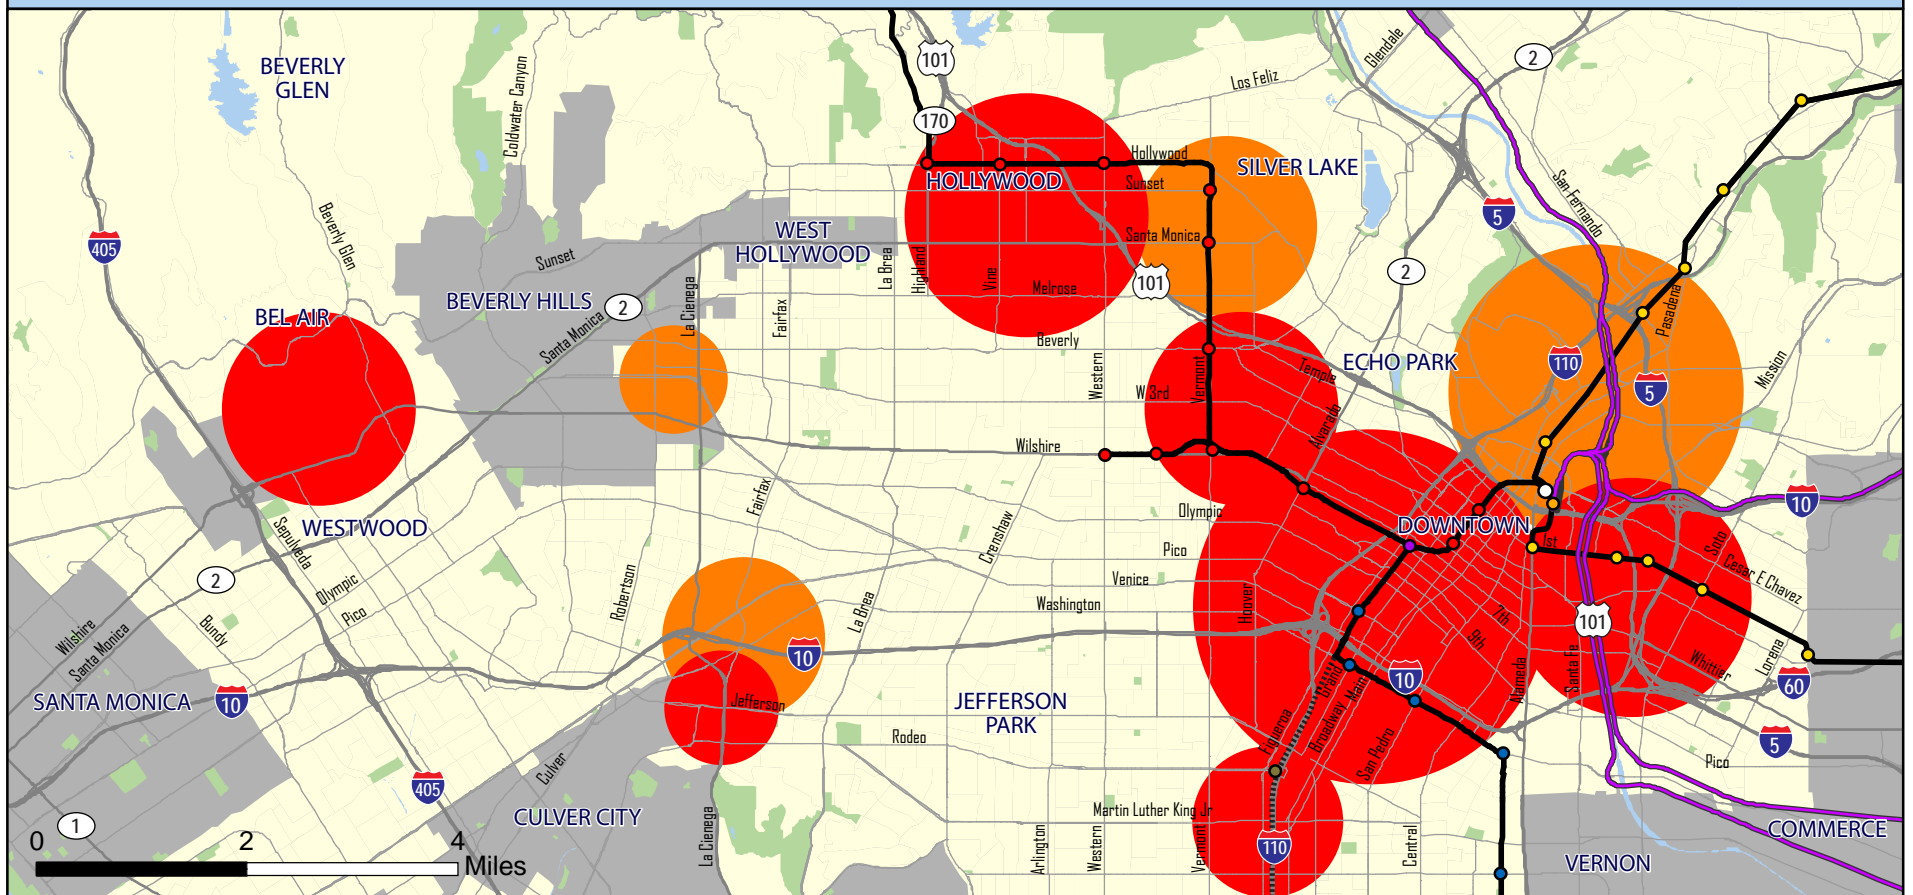 BEVERLY
GLEN
Coldwater Canyon
101
Los Feliz
Glendale
2
170
Hollywood
HOLLYWOOD
Sunset
SILVER LAKE
San Fernando
5
405
Beverly Glen
Sunset
WEST
HOLLYWOOD
Santa Monica
La Brea
Highland
Vine
Melrose
101
2
BEVERLY HILLS
2
Santa Monica
La Cienega
Fairfax
BEL AIR
Beverly
Western
Vermont
W 3rd
Temple
ECHO PARK
Alvarado
110
5
Pasadena
Mission
Wilshire
10
WESTWOOD
Sepulveda
Fairfax
Crenshaw
Olympic
DOWNTOWN
1st
Soto
Cesar E Chavez
Pico
Venice
Washington
Hoover
7th
9th
101
2
Olympic
Pico
Bundy
Robertson
La Brea
10
Wilshire
Santa Monica
SANTA MONICA
10
Jefferson
JEFFERSON
PARK
Rodeo
Figueroa
Grand
Broadway
Main
10
San Pedro
Alameda
Santa Fe
Whittier
Lorena
60
5
Pico
405
Culver
CULVER CITY
La Cienega
Martin Luther King Jr
Arlington
Western
Vermont
110
Central
VERNON
COMMERCE
1
0 2 4
Miles